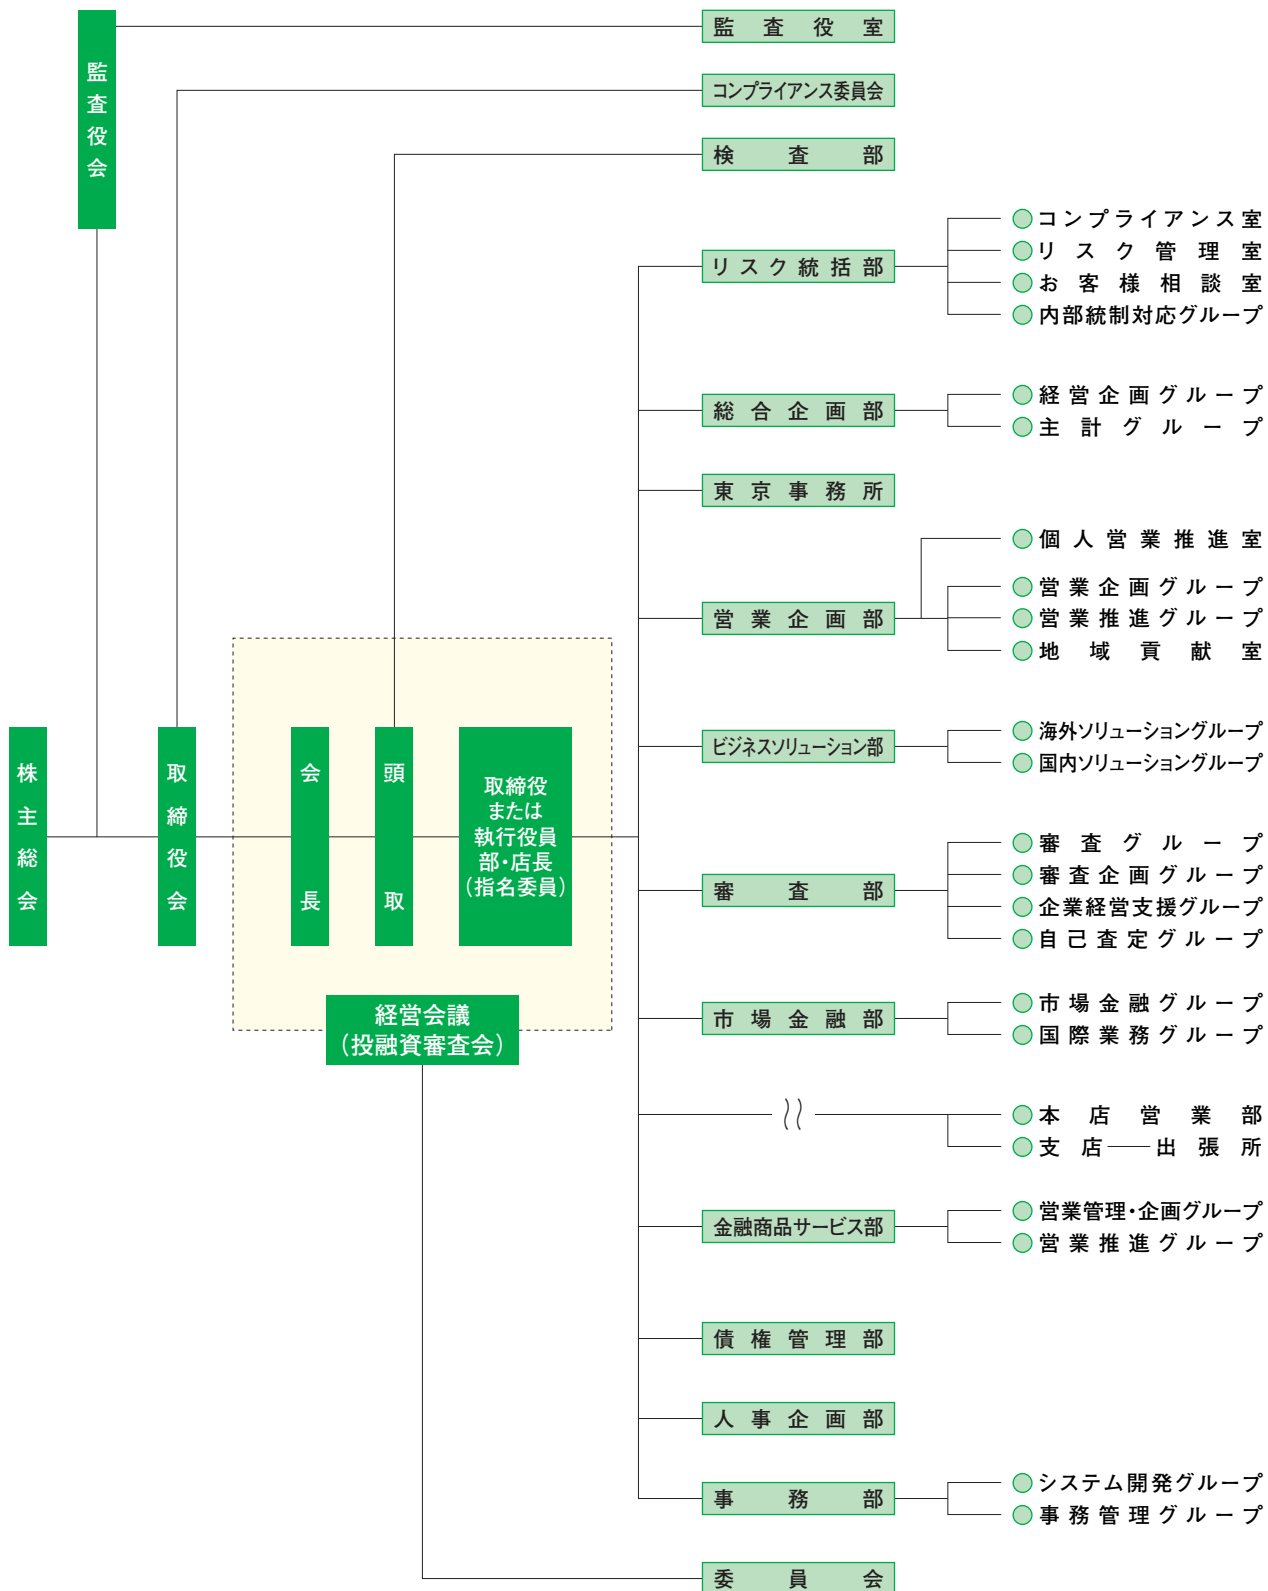 監査役会
監査役室
コンプライアンス委員会
検査部
リスク統括部
コンプライアンス室
リスク管理室
お客様相談室
内部統制対応グループ
総合企画部
経営企画グループ
主計グループ
東京事務所
営業企画部
個人営業推進室
営業企画グループ
営業推進グループ
地域貢献室
株主総会
取締役会
会長
頭取
取締役
または
執行役員
部・店長
（指名委員）
経営会議
（投融資審査会）
ビジネスソリューション部
海外ソリューショングループ
国内ソリューショングループ
審査部
審査グループ
審査企画グループ
企業経営支援グループ
自己査定グループ
市場金融部
市場金融グループ
国際業務グループ
本店営業部
支店──出張所
金融商品サービス部
営業管理・企画グループ
営業推進グループ
債権管理部
人事企画部
事務部
システム開発グループ
事務管理グループ
委員会